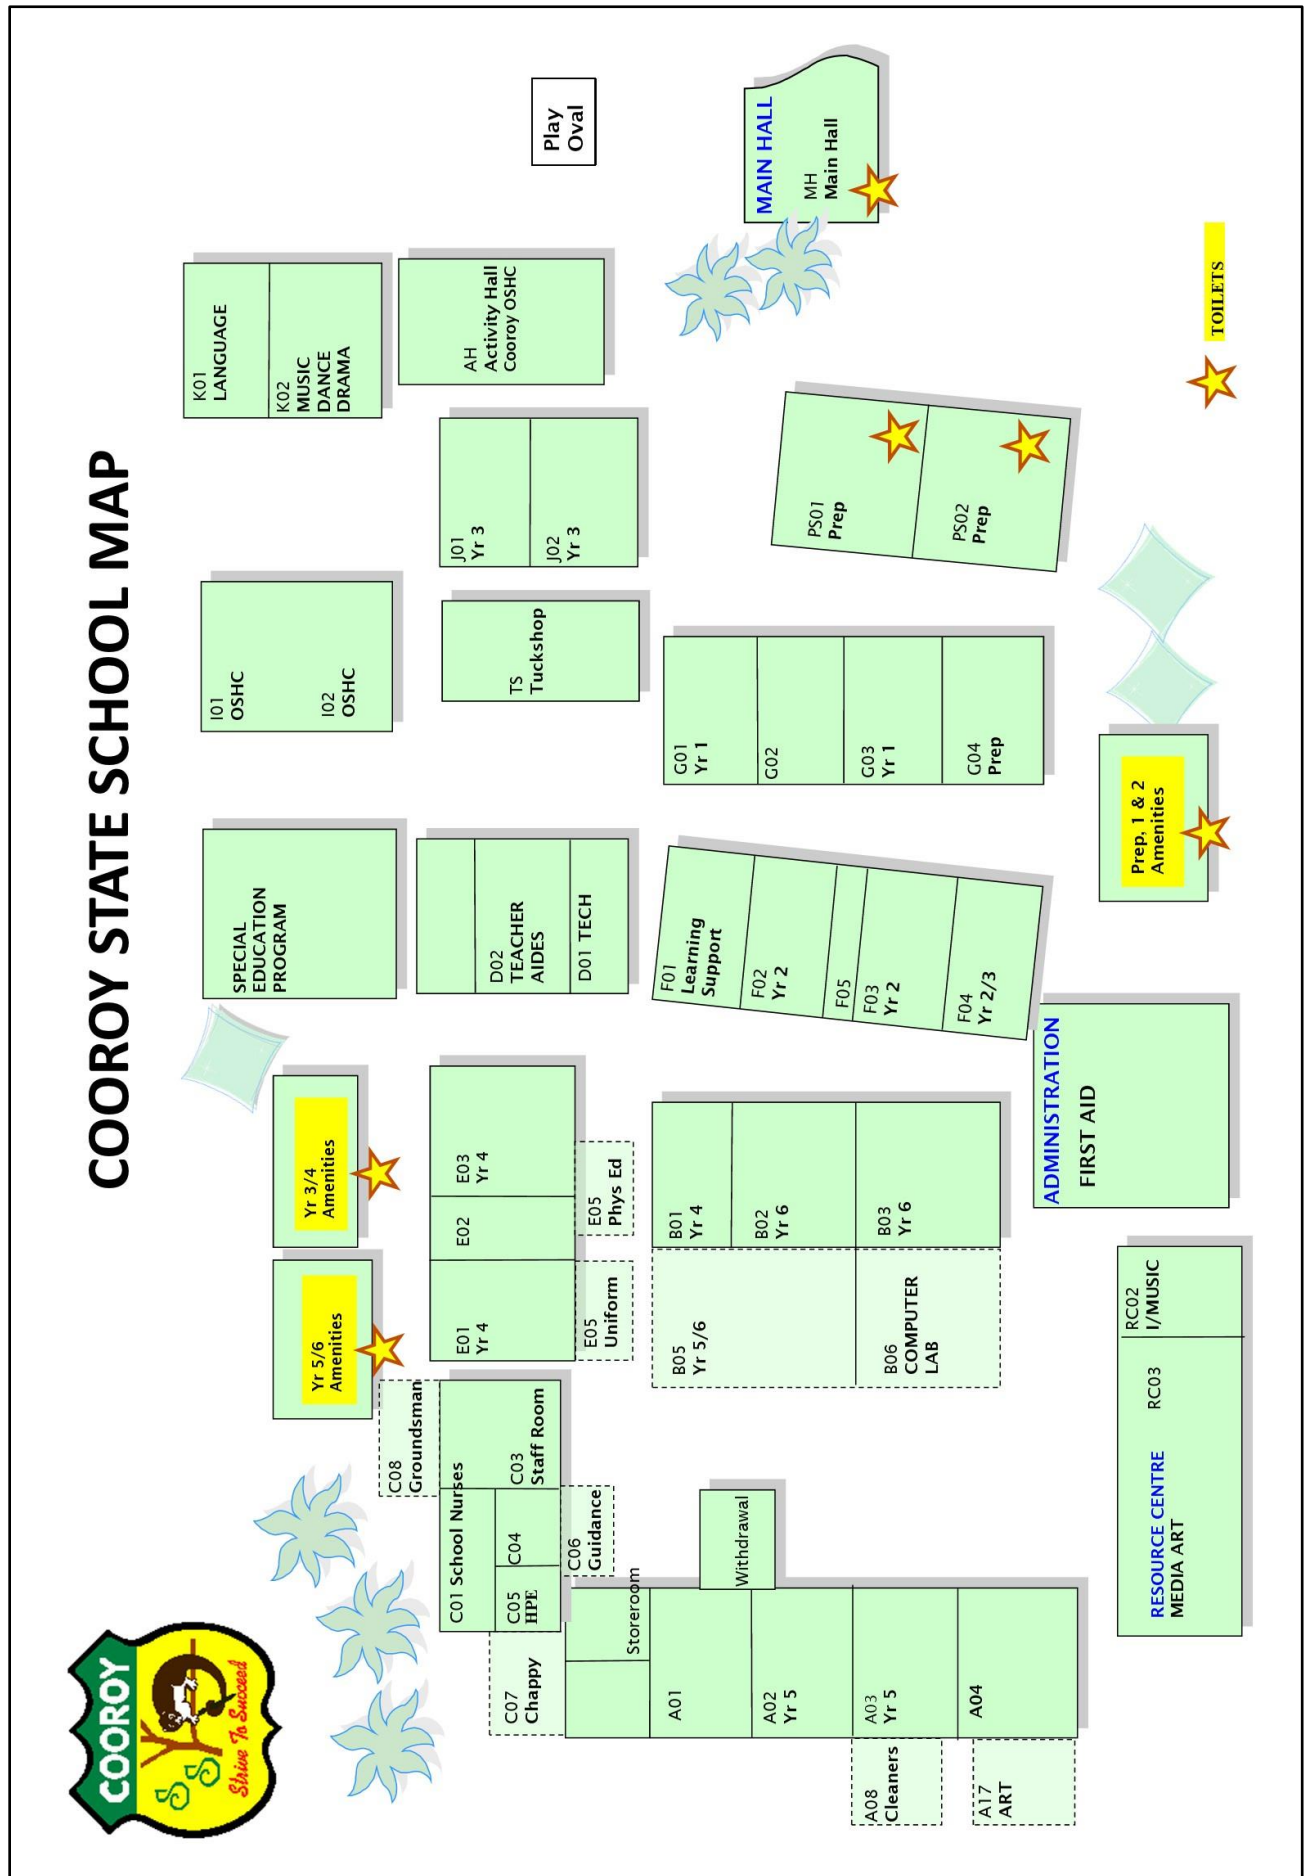 COOROY STATE SCHOOL MAP
COOROY
Strive To Succeed
Yr 5/6
Amenities
Yr 3/4
Amenities
SPECIAL
EDUCATION
PROGRAM
I01
OSHC
I02
OSHC
K01
LANGUAGE
K02
MUSIC
DANCE
DRAMA
C08
Groundsman
C01 School Nurses
C03
Staff Room
C04
C05
HPE
C06
Guidance
C07
Chappy
E01
Yr 4
E02
E03
Yr 4
E05
Uniform
E05
Phys Ed
D02
TEACHER
AIDES
D01 TECH
TS
Tuckshop
J01
Yr 3
J02
Yr 3
AH
Activity Hall
Cooroy OSHC
Play
Oval
Storeroom
A01
A02
Yr 5
A03
Yr 5
A04
A08
Cleaners
A17
ART
Withdrawal
B05
Yr 5/6
B06
COMPUTER
LAB
B01
Yr 4
B02
Yr 6
B03
Yr 6
F01
Learning
Support
F02
Yr 2
F05
F03
Yr 2
F04
Yr 2/3
G01
Yr 1
G02
G03
Yr 1
G04
Prep
PS01
Prep
PS02
Prep
MAIN HALL
MH
Main Hall
ADMINISTRATION
FIRST AID
RESOURCE CENTRE
MEDIA ART
RC03
RC02
I/MUSIC
Prep, 1 & 2
Amenities
TOILETS